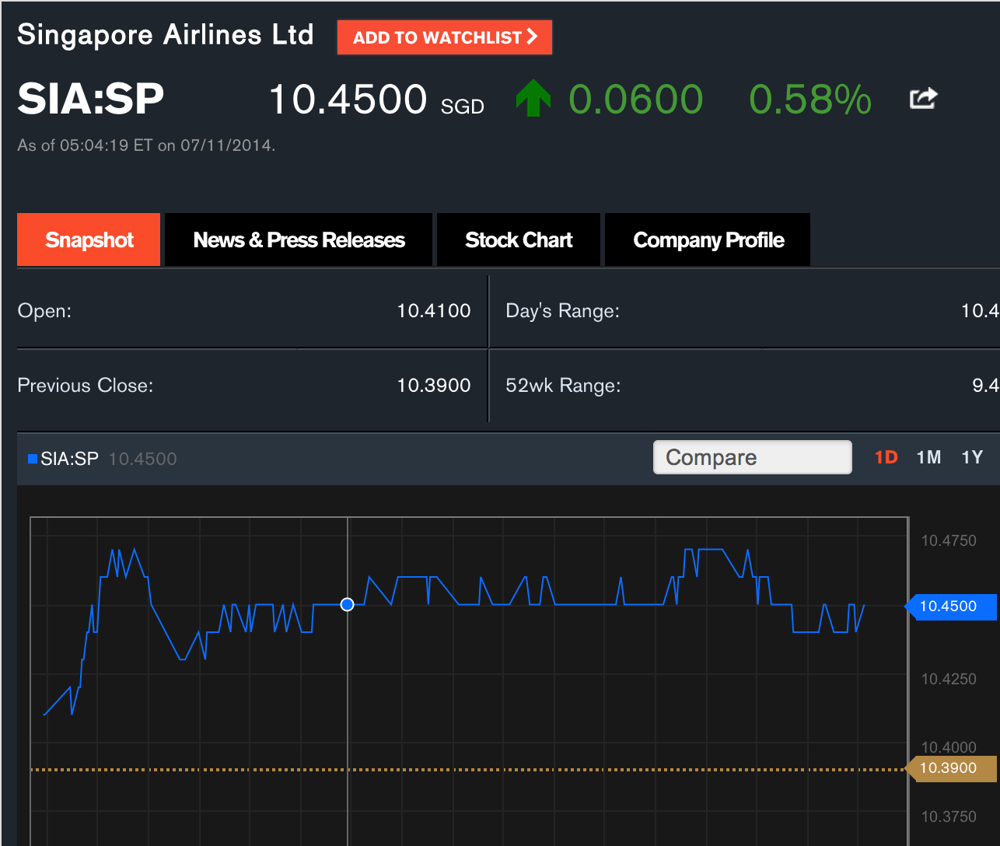 Singapore Airlines Ltd ADD TO WATCHLIST
SIA:SP 10.4500 SGD 0.0600 0.58%
As of 05:04:19 ET on 07/11/2014.
Snapshot News & Press Releases Stock Chart Company Profile
Open: 10.4100 Day's Range: 10.4
Previous Close: 10.3900 52wk Range: 9.4
SIA:SP 10.4500 Compare 1D 1M 1Y
10.4750
10.4500
10.4250
10.4000
10.3900
10.3750